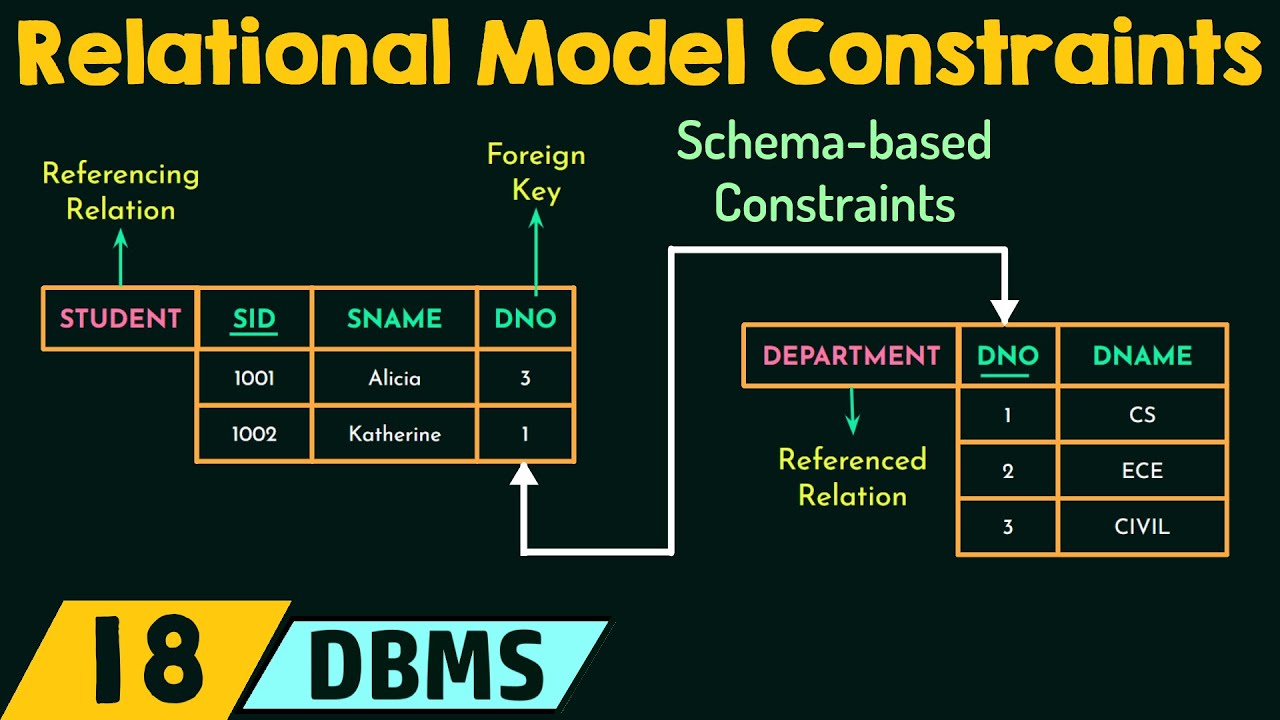 Relational Model Constraints
Schema-based
Constraints
Referencing
Relation
Foreign
Key
STUDENT SID SNAME DNO
1001 Alicia 3
1002 Katherine 1
DEPARTMENT DNO DNAME
1 CS
2 ECE
3 CIVIL
Referenced
Relation
18 DBMS